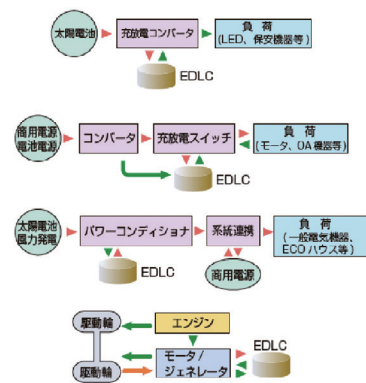 太陽電池
充放電コンバータ
負荷
(LED、保安機器等)
EDLC
商用電源
電池電源
コンバータ
充放電スイッチ
負荷
(モータ、OA機器等)
EDLC
太陽電池
風力発電
パワーコンディショナ
系統連携
負荷
(一般電気機器、
ECOハウス等)
EDLC
商用電源
駆動輪
エンジン
EDLC
駆動輪
モータ/
ジェネレータ